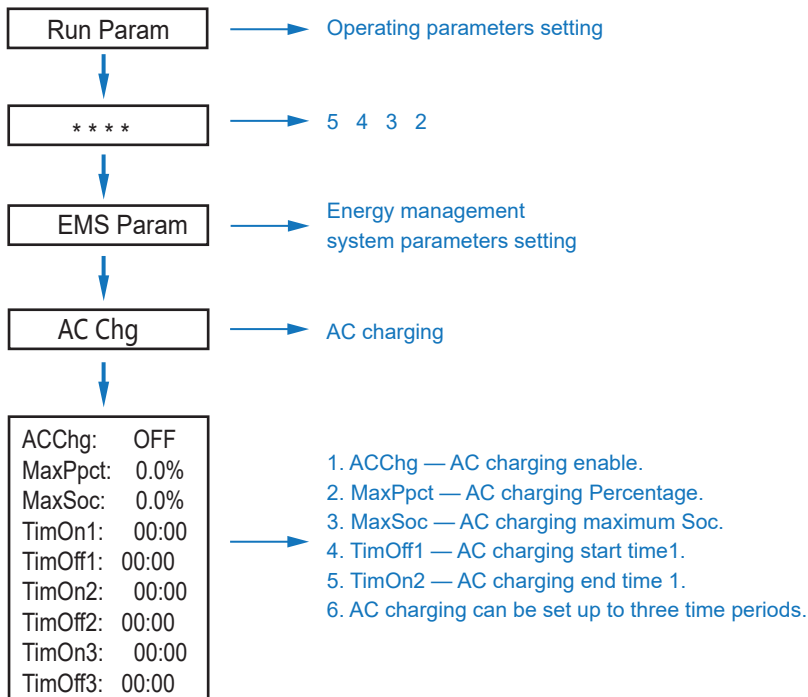 Run Param
Operating parameters setting
* * * *
5 4 3 2
EMS Param
Energy management
system parameters setting
AC Chg
AC charging
ACChg: OFF
MaxPpct: 0.0%
MaxSoc: 0.0%
TimOn1: 00:00
TimOff1: 00:00
TimOn2: 00:00
TimOff2: 00:00
TimOn3: 00:00
TimOff3: 00:00
1. ACChg — AC charging enable.
2. MaxPpct — AC charging Percentage.
3. MaxSoc — AC charging maximum Soc.
4. TimOff1 — AC charging start time1.
5. TimOn2 — AC charging end time 1.
6. AC charging can be set up to three time periods.